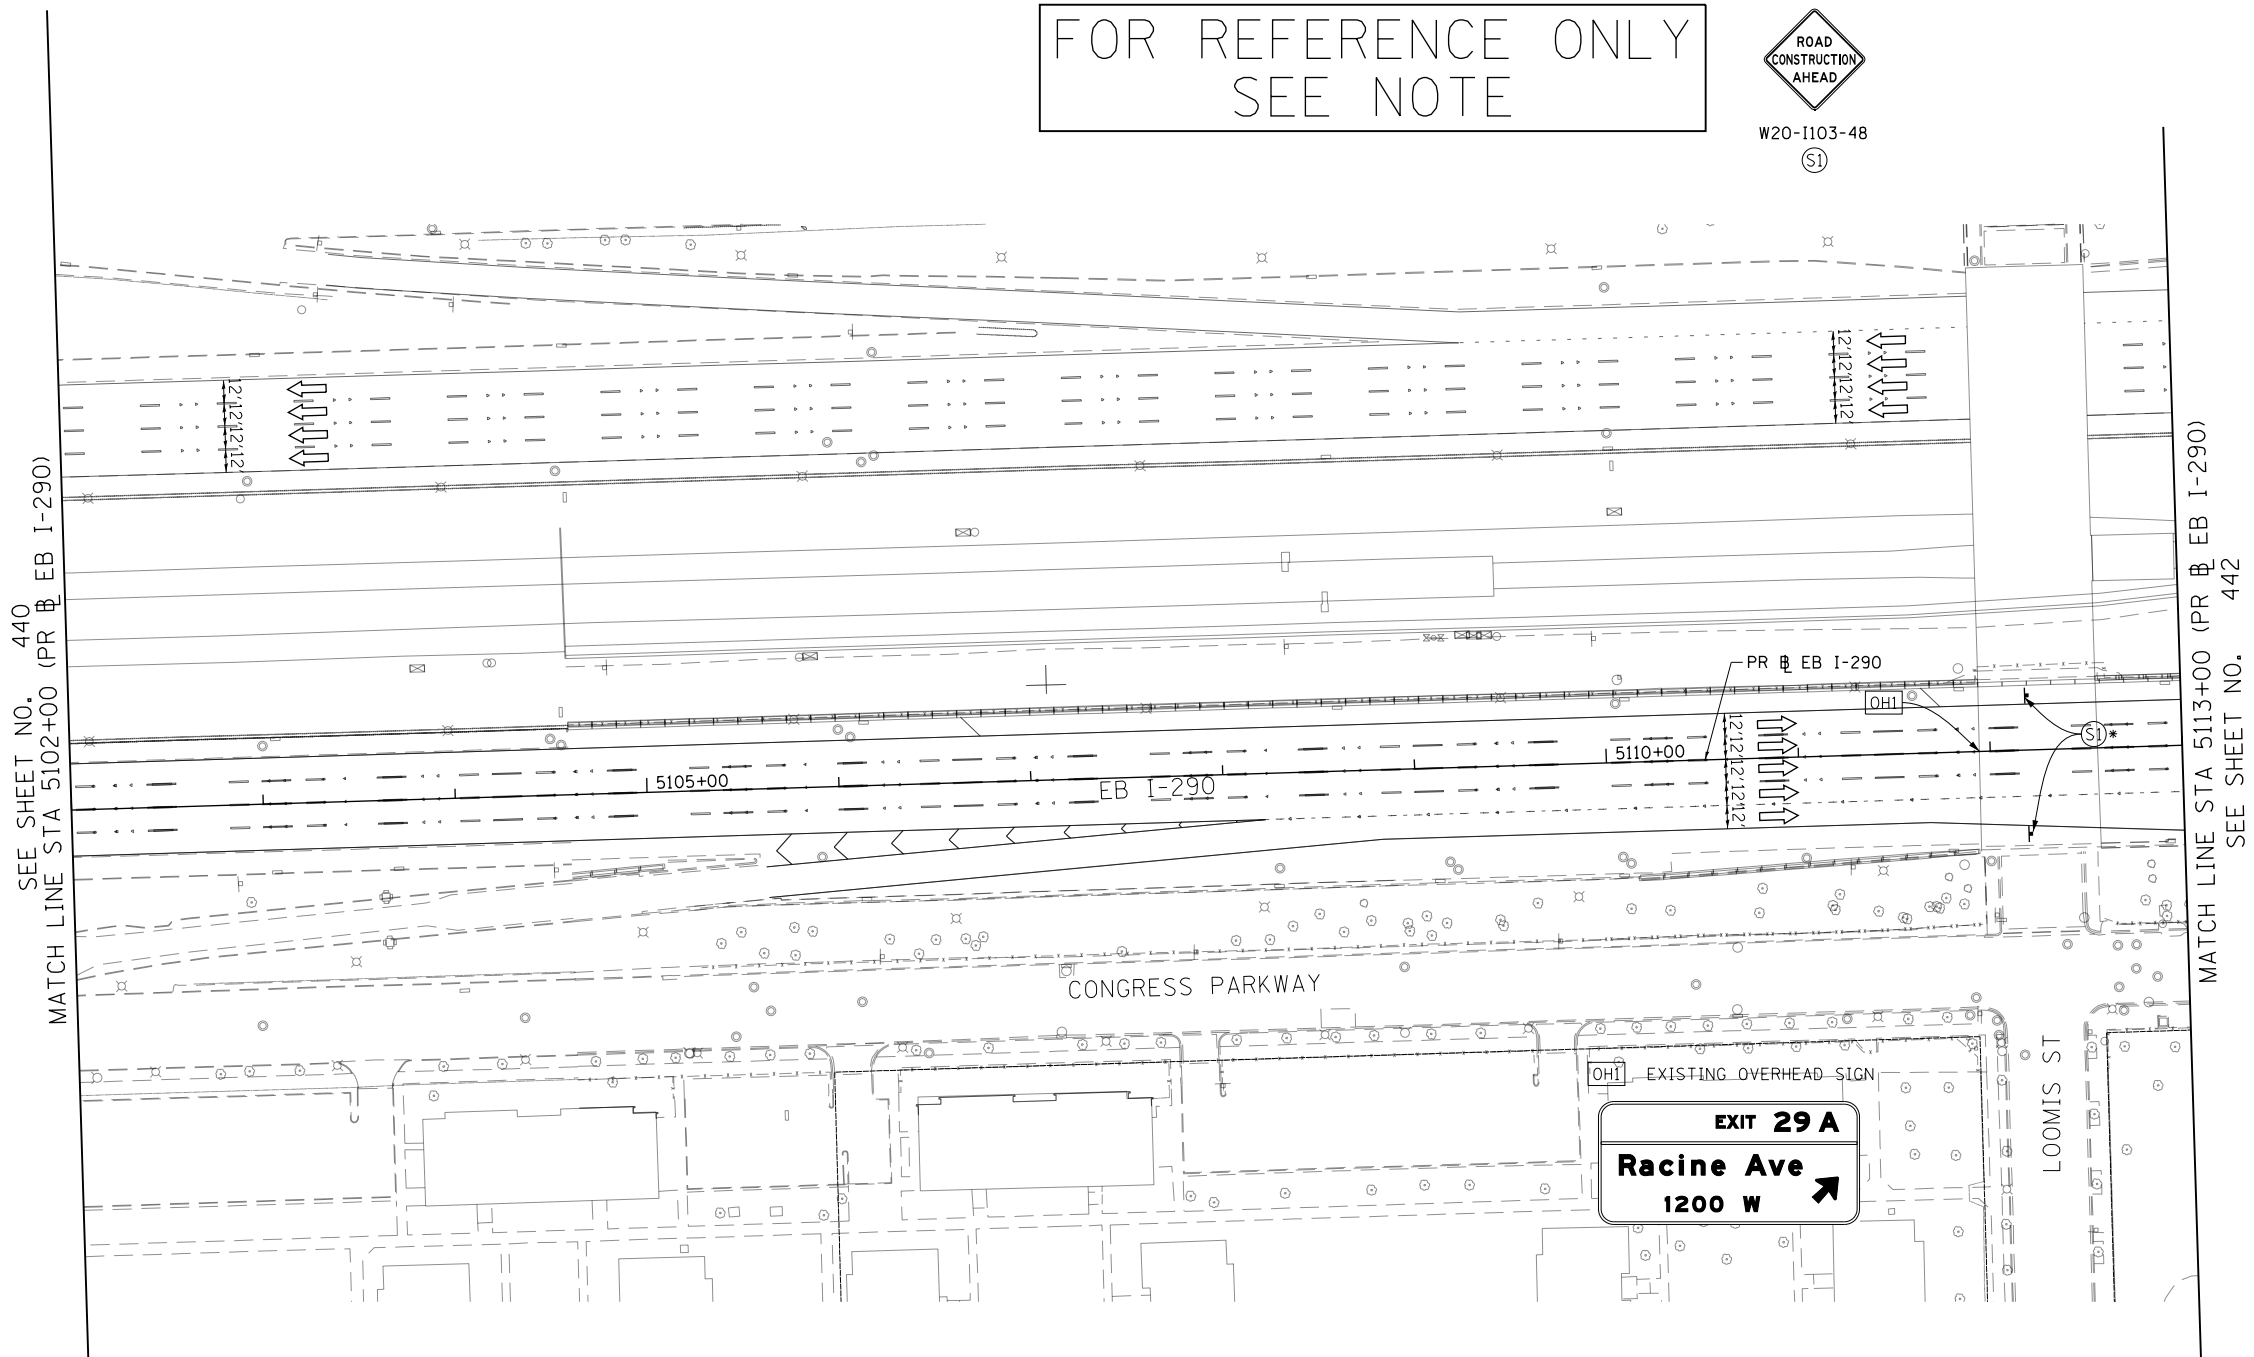 FOR REFERENCE ONLY
SEE NOTE
ROAD
CONSTRUCTION
AHEAD
W20-I103-48
S1
12' 12' 12' 12'
12' 12' 12' 12'
SEE SHEET NO. 440
MATCH LINE STA 5102+00 (PR BL EB I-290)
MATCH LINE STA 5113+00 (PR BL EB I-290)
SEE SHEET NO. 442
PR BL EB I-290
OH1
S1*
12' 12' 12' 12' 12'
5105+00
5110+00
EB I-290
CONGRESS PARKWAY
LOOMIS ST
OH1 EXISTING OVERHEAD SIGN
EXIT 29 A
Racine Ave
1200 W